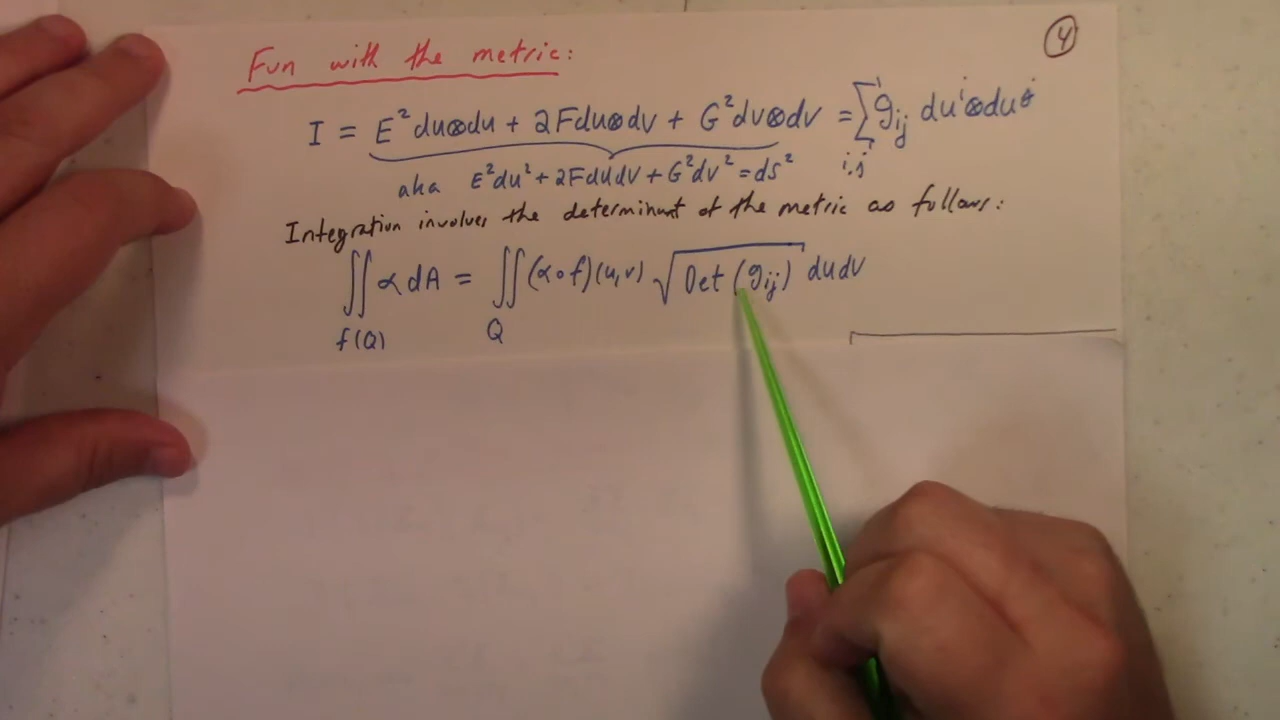 4
Fun with the metric:
I = E²du⊗du + 2Fdu⊗dv + G²dv⊗dv = ∑ gᵢⱼ duⁱ⊗duʲ
i,j
aka E²du² + 2Fdudv + G²dv² = ds²
Integration involves the determinant of the metric as follows:
∬ α dA = ∬ (α∘f)(u,v) √Det(gᵢⱼ) dudv
f(Q) Q